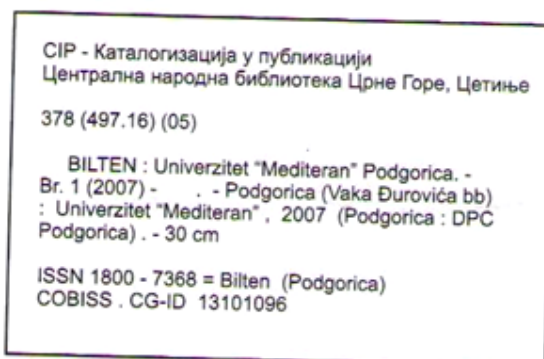 CIP - Каталогизација у публикацији
Централна народна библиотека Црне Горе, Цетиње
378 (497.16) (05)
BILTEN : Univerzitet "Mediteran" Podgorica. -
Br. 1 (2007) - . - Podgorica (Vaka Đurovića bb)
: Univerzitet "Mediteran" , 2007 (Podgorica : DPC
Podgorica) . - 30 cm
ISSN 1800 - 7368 = Bilten (Podgorica)
COBISS . CG-ID 13101096